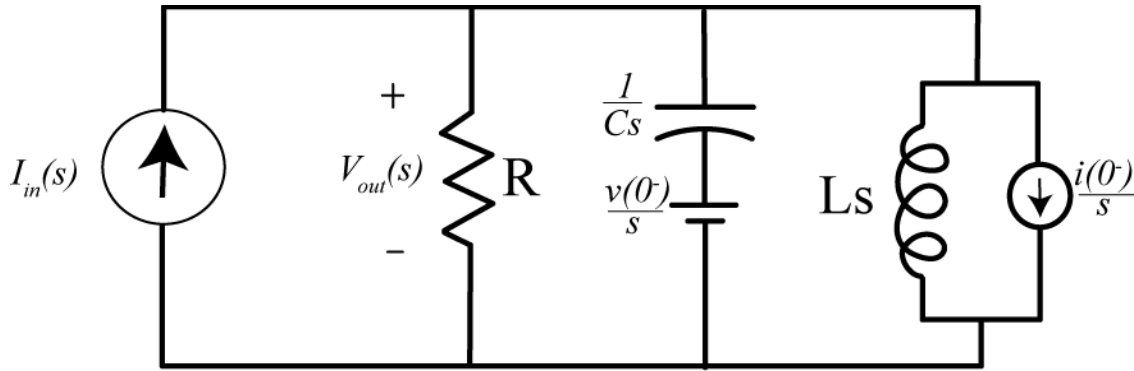 I_in(s)
+
V_out(s)
−
R
1
Cs
v(0-)
s
Ls
i(0-)
s